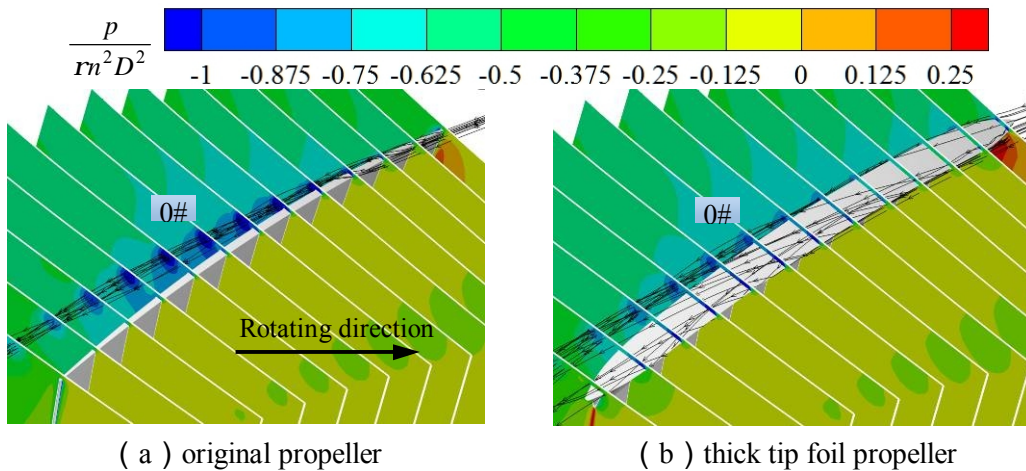 p
rn²D²
-1 -0.875 -0.75 -0.625 -0.5 -0.375 -0.25 -0.125 0 0.125 0.25
0# 0#
Rotating direction
( a ) original propeller ( b ) thick tip foil propeller